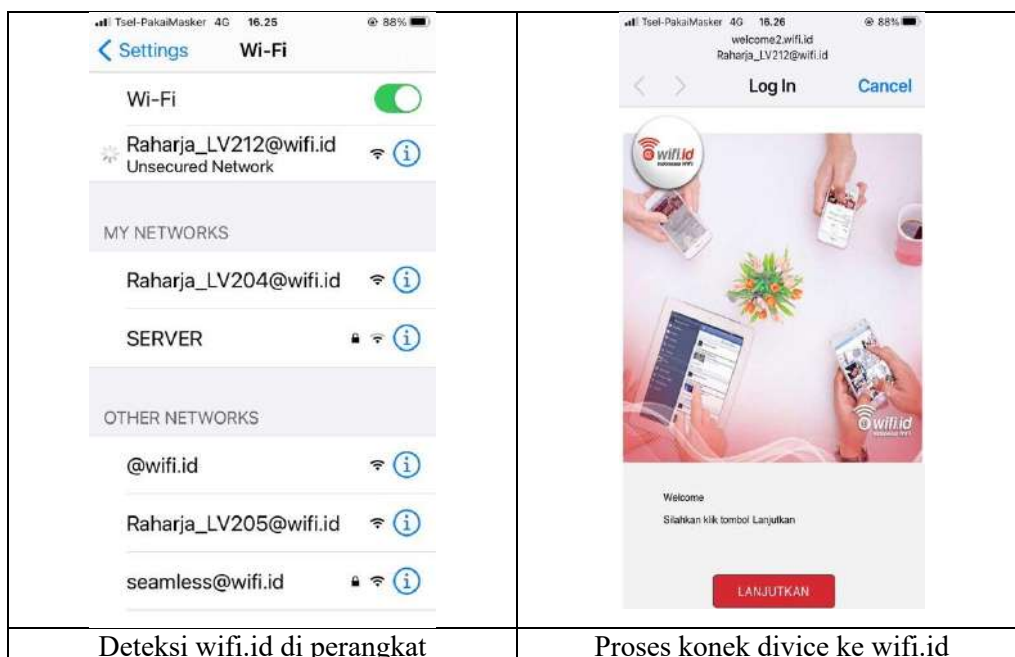 Tsel-PakaiMasker 4G 16.25 88%
Settings Wi-Fi
Wi-Fi
Raharja_LV212@wifi.id
Unsecured Network
MY NETWORKS
Raharja_LV204@wifi.id
SERVER
OTHER NETWORKS
@wifi.id
Raharja_LV205@wifi.id
seamless@wifi.id
Deteksi wifi.id di perangkat
Tsel-PakaiMasker 4G 16.26 88%
welcome2.wifi.id
Raharja_LV212@wifi.id
Log In Cancel
wifi.id
wifi.id
Welcome
Silahkan klik tombol Lanjutkan
LANJUTKAN
Proses konek divice ke wifi.id